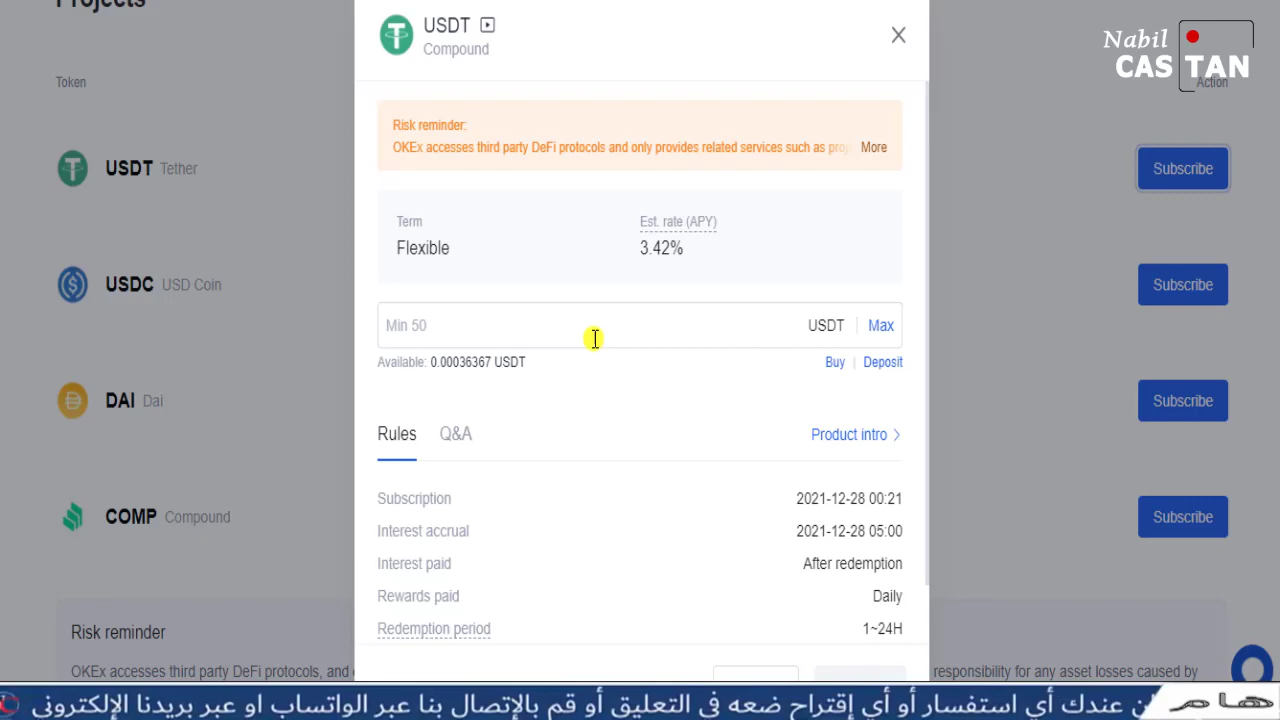 Projects
Token
Action
Nabil
CAS TAN
USDT
Compound
Risk reminder:
OKEx accesses third party DeFi protocols and only provides related services such as
More
Term
Flexible
Est. rate (APY)
3.42%
Min 50
USDT
Max
Available: 0.00036367 USDT
Buy
Deposit
Rules
Q&A
Product intro
Subscription
2021-12-28 00:21
Interest accrual
2021-12-28 05:00
Interest paid
After redemption
Rewards paid
Daily
Redemption period
1~24H
USDT Tether
Subscribe
USDC USD Coin
Subscribe
DAI Dai
Subscribe
COMP Compound
Subscribe
Risk reminder
OKEx accesses third party DeFi protocols, and
responsibility for any asset losses caused by
هام
عندك أي استفسار أو أي إقتراح ضعه في التعليق أو قم بالإتصال بنا عبر الواتساب او عبر بريدنا الإلكتروني